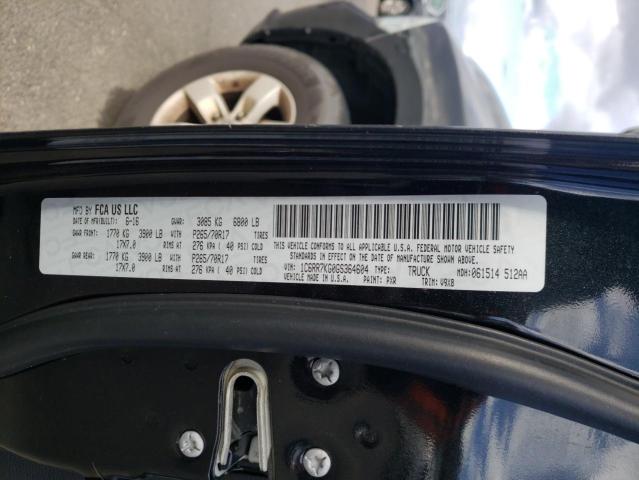 MFD BY FCA US LLC
DATE OF MFR(BUILT): 6-16 GVWR: 3085 KG 6800 LB
GAWR FRONT: 1770 KG 3900 LB WITH P265/70R17 TIRES
17X7.0 RIMS AT 276 KPA ( 40 PSI) COLD
GAWR REAR: 1770 KG 3900 LB WITH P265/70R17 TIRES
17X7.0 RIMS AT 276 KPA ( 40 PSI) COLD
THIS VEHICLE CONFORMS TO ALL APPLICABLE U.S.A. FEDERAL MOTOR VEHICLE SAFETY
STANDARDS IN EFFECT ON THE DATE OF MANUFACTURE SHOWN ABOVE.
VIN: 1C6RR7KG0GS364604 TYPE: TRUCK MDH: 061514 512AA
VEHICLE MADE IN U.S.A. PAINT: PXR TRIM: V9X8